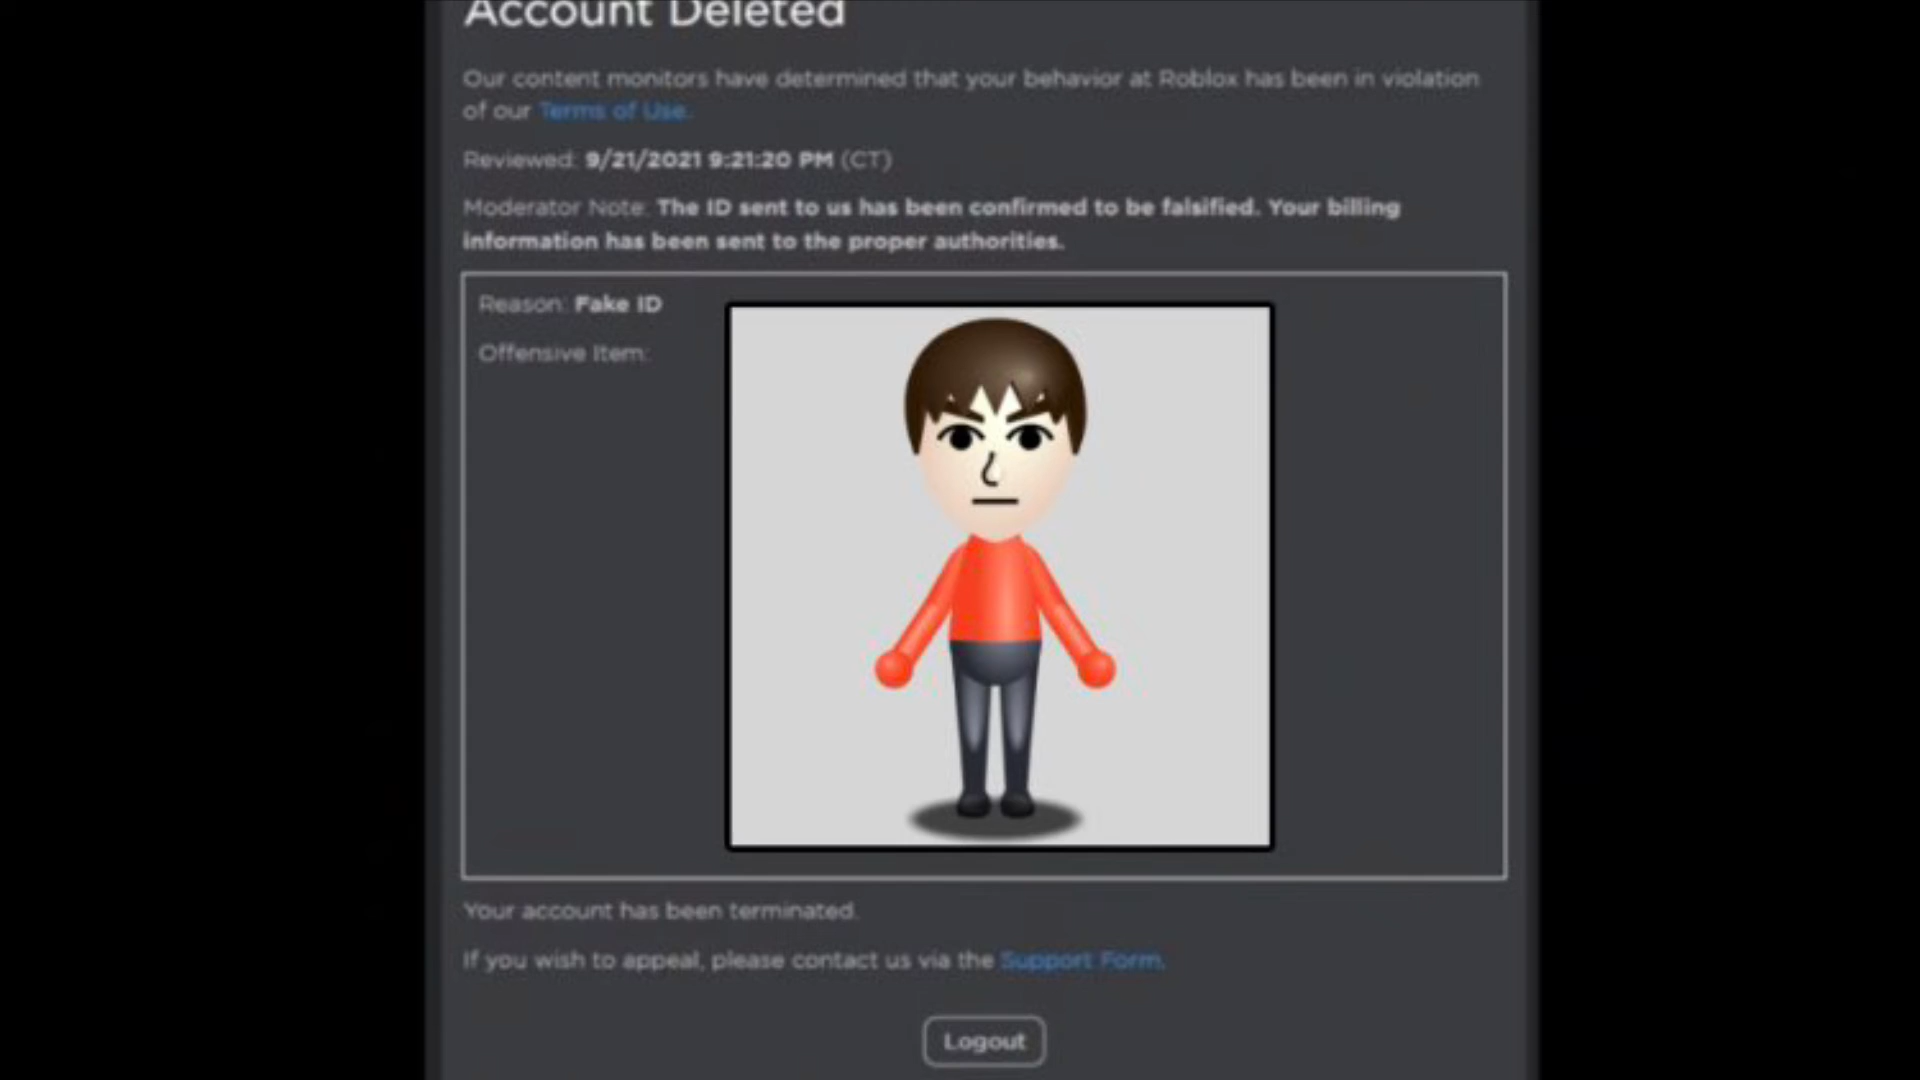 Account Deleted
Our content monitors have determined that your behavior at Roblox has been in violation
of our Terms of Use.
Reviewed: 9/21/2021 9:21:20 PM (CT)
Moderator Note: The ID sent to us has been confirmed to be falsified. Your billing
information has been sent to the proper authorities.
Reason: Fake ID
Offensive Item:
Your account has been terminated.
If you wish to appeal, please contact us via the Support Form.
Logout